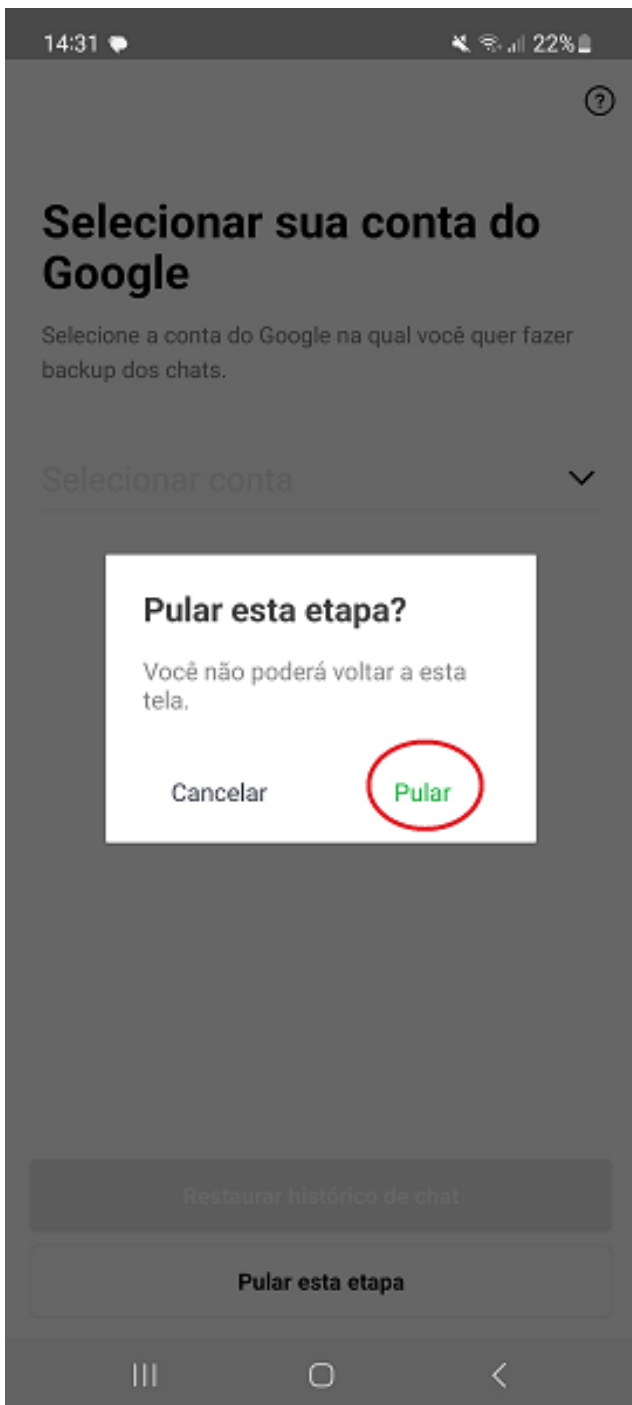 14:31
22%
Selecionar sua conta do
Google
Selecione a conta do Google na qual você quer fazer
backup dos chats.
Selecionar conta
Pular esta etapa?
Você não poderá voltar a esta
tela.
Cancelar Pular
Restaurar histórico de chat
Pular esta etapa